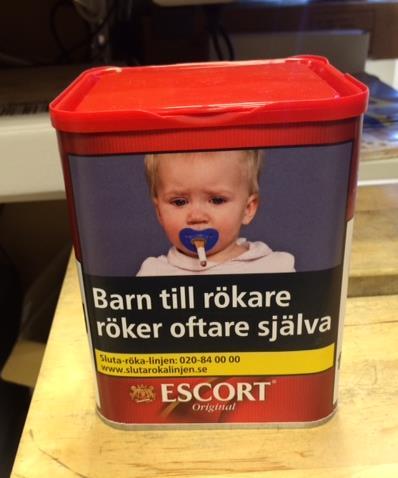 Barn till rökare
röker oftare själva
Sluta-röka-linjen: 020-84 00 00
www.slutarokalinjen.se
ESCORT®
Original